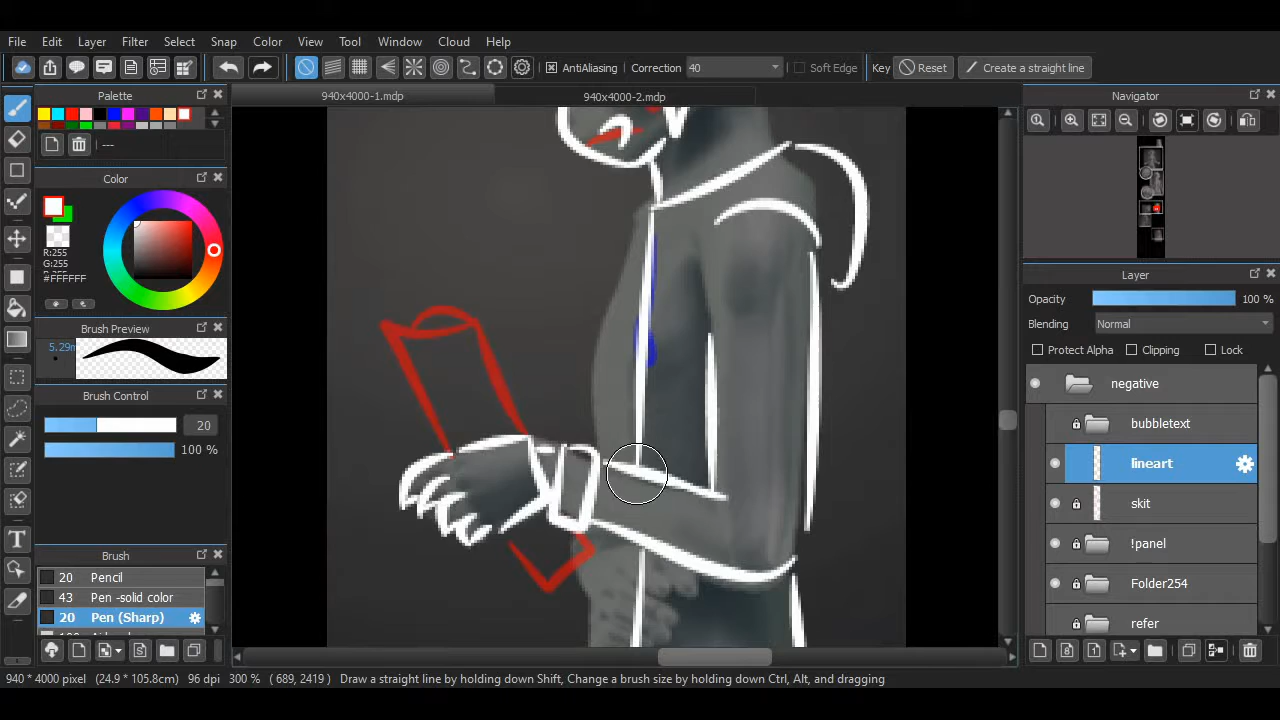 File Edit Layer Filter Select Snap Color View Tool Window Cloud Help
AntiAliasing Correction 40 Soft Edge Key Reset Create a straight line
Palette
940x4000-1.mdp 940x4000-2.mdp
Navigator
---
Color
R:255
G:255
#FFFFFF
Layer
Opacity 100 %
Blending Normal
Protect Alpha Clipping Lock
Brush Preview
Brush Control
20
100 %
negative
bubbletext
lineart
skit
!panel
Folder254
refer
Brush
20 Pencil
43 Pen -solid color
20 Pen (Sharp)
940 * 4000 pixel (24.9 * 105.8cm) 96 dpi 300 % ( 689, 2419 ) Draw a straight line by holding down Shift, Change a brush size by holding down Ctrl, Alt, and dragging